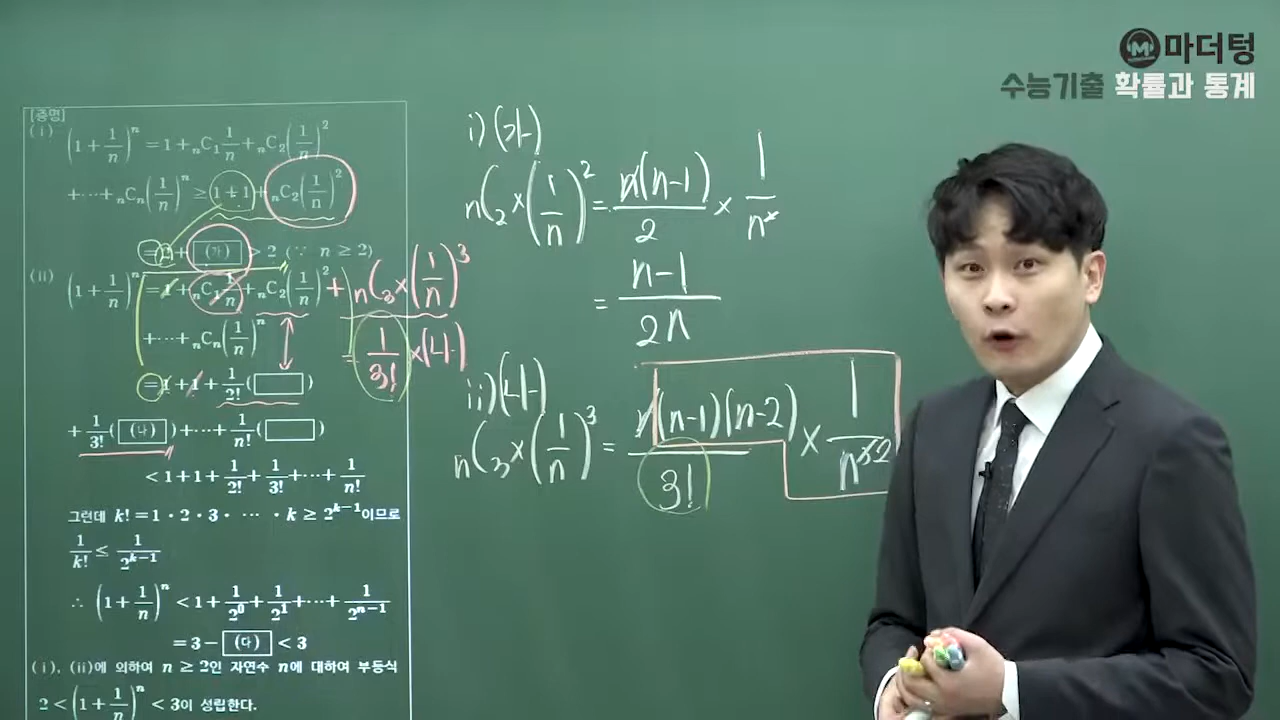 마더텅
수능기출 확률과 통계
[증명]
(i) (1+1/n)^n = 1+nC1 1/n + nC2(1/n)^2
+⋯+nCn(1/n)^n ≥ 1+1+nC2(1/n)^2
=2+(가) > 2 (∵ n ≥ 2)
(ii) (1+1/n)^n = 1+nC1 1/n + nC2(1/n)^2 + nC3×(1/n)^3
+⋯+nCn(1/n)^n
= 1/3! ×(나)
=1+1+1/2!( )
+1/3!( (나) )+⋯+1/n!( )
<1+1+1/2!+1/3!+⋯+1/n!
그런데 k!=1·2·3· ⋯ ·k ≥ 2^(k-1)이므로
1/k! ≤ 1/2^(k-1)
∴ (1+1/n)^n <1+1/2^0+1/2^1+⋯+1/2^(n-1)
=3-(다) <3
(i), (ii)에 의하여 n ≥ 2인 자연수 n에 대하여 부등식
2<(1+1/n)^n <3이 성립한다.
i) (가)
nC2×(1/n)^2 = n(n-1)/2 × 1/n^2
= n-1/2n
ii) (나)
nC3×(1/n)^3 = n(n-1)(n-2)/3! × 1/n^3 2